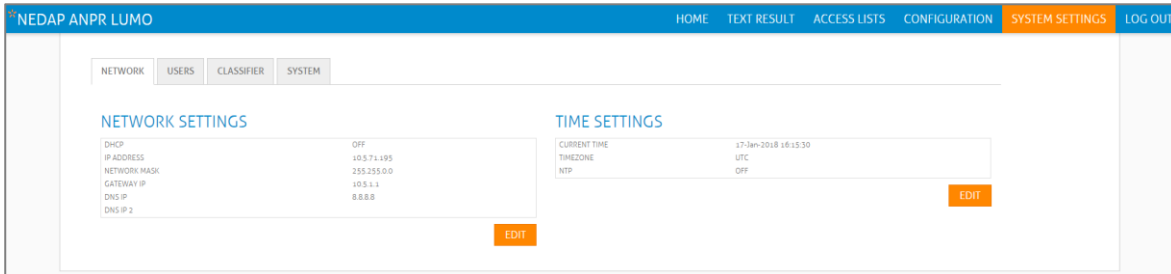 NEDAP ANPR LUMO HOME TEXT RESULT ACCESS LISTS CONFIGURATION SYSTEM SETTINGS LOG OUT
NETWORK USERS CLASSIFIER SYSTEM
NETWORK SETTINGS
DHCP OFF
IP ADDRESS 10.5.71.195
NETWORK MASK 255.255.0.0
GATEWAY IP 10.5.1.1
DNS IP 8.8.8.8
DNS IP 2
EDIT
TIME SETTINGS
CURRENT TIME 17-Jan-2018 16:15:30
TIMEZONE UTC
NTP OFF
EDIT